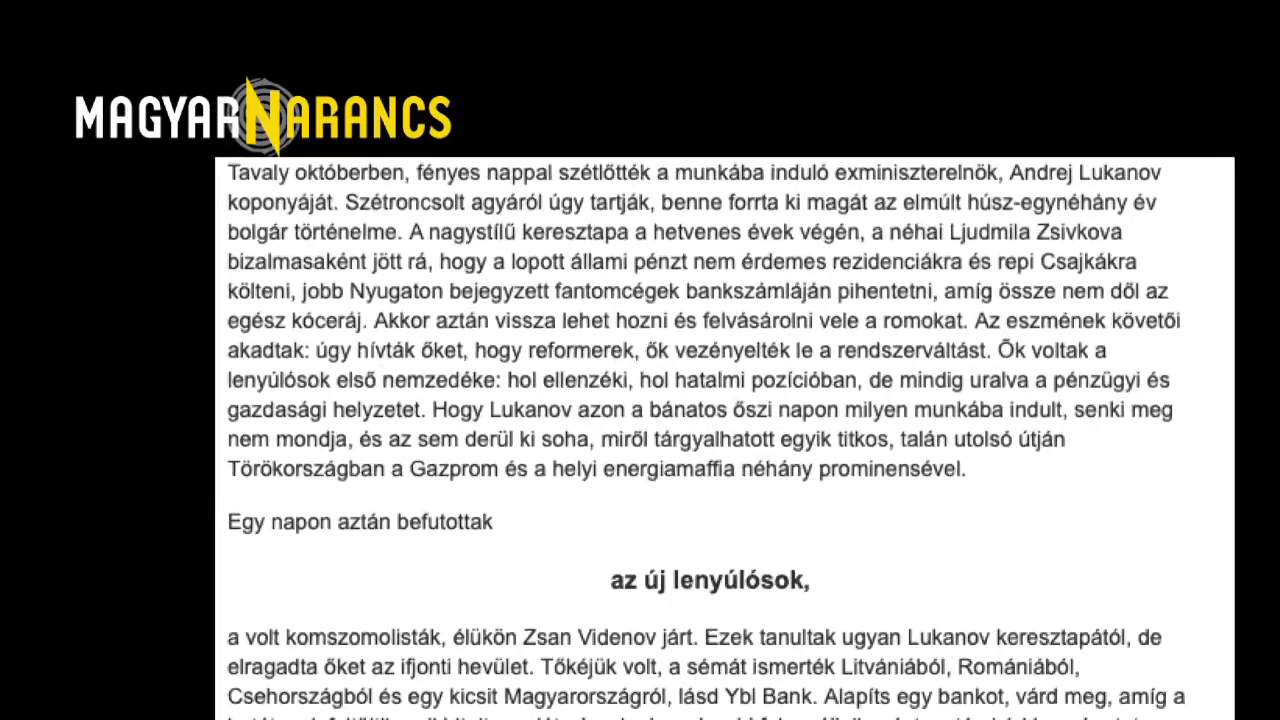 MAGYARNARANCS
Tavaly októberben, fényes nappal szétlőtték a munkába induló exminiszterelnök, Andrej Lukanov
koponyáját. Szétroncsolt agyáról úgy tartják, benne forrta ki magát az elmúlt húsz-egynéhány év
bolgár történelme. A nagystílű keresztapa a hetvenes évek végén, a néhai Ljudmila Zsivkova
bizalmasaként jött rá, hogy a lopott állami pénzt nem érdemes rezidenciákra és repi Csajkákra
költeni, jobb Nyugaton bejegyzett fantomcégek bankszámláján pihentetni, amíg össze nem dől az
egész kóceráj. Akkor aztán vissza lehet hozni és felvásárolni vele a romokat. Az eszmének követői
akadtak: úgy hívták őket, hogy reformerek, ők vezényelték le a rendszerváltást. Õk voltak a
lenyúlósok első nemzedéke: hol ellenzéki, hol hatalmi pozícióban, de mindig uralva a pénzügyi és
gazdasági helyzetet. Hogy Lukanov azon a bánatos őszi napon milyen munkába indult, senki meg
nem mondja, és az sem derül ki soha, miről tárgyalhatott egyik titkos, talán utolsó útján
Törökországban a Gazprom és a helyi energiamaffia néhány prominensével.
Egy napon aztán befutottak
az új lenyúlósok,
a volt komszomolisták, élükön Zsan Videnov járt. Ezek tanultak ugyan Lukanov keresztapától, de
elragadta őket az ifjonti hevület. Tőkéjük volt, a sémát ismerték Litvániából, Romániából,
Csehországból és egy kicsit Magyarországról, lásd Ybl Bank. Alapíts egy bankot, várd meg, amíg a